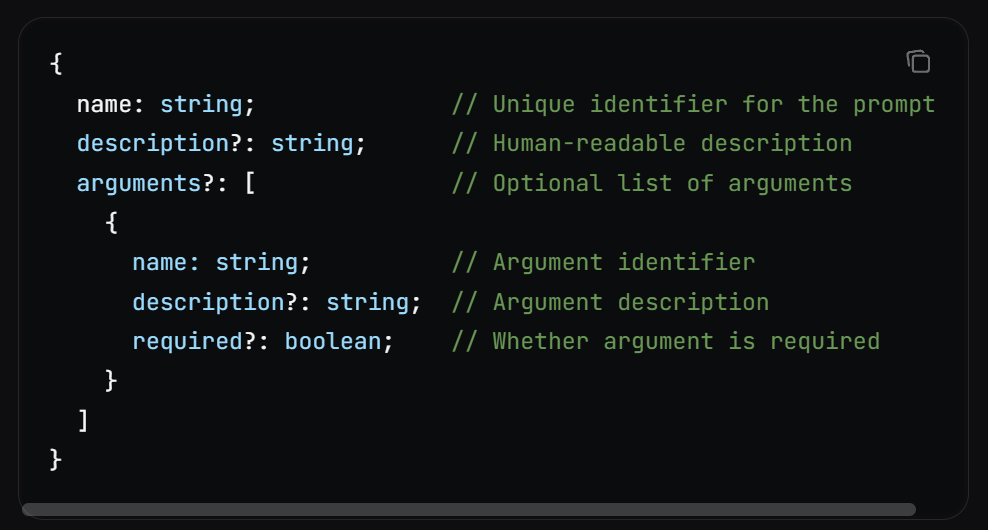 {
  name: string;              // Unique identifier for the prompt
  description?: string;      // Human-readable description
  arguments?: [              // Optional list of arguments
    {
      name: string;          // Argument identifier
      description?: string;  // Argument description
      required?: boolean;    // Whether argument is required
    }
  ]
}